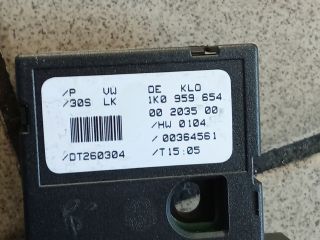 /P VW DE KLO
/30S LK 1K0 959 654
00 2035 00
/HW 0104
/00364561
/DT260304 /T15:05